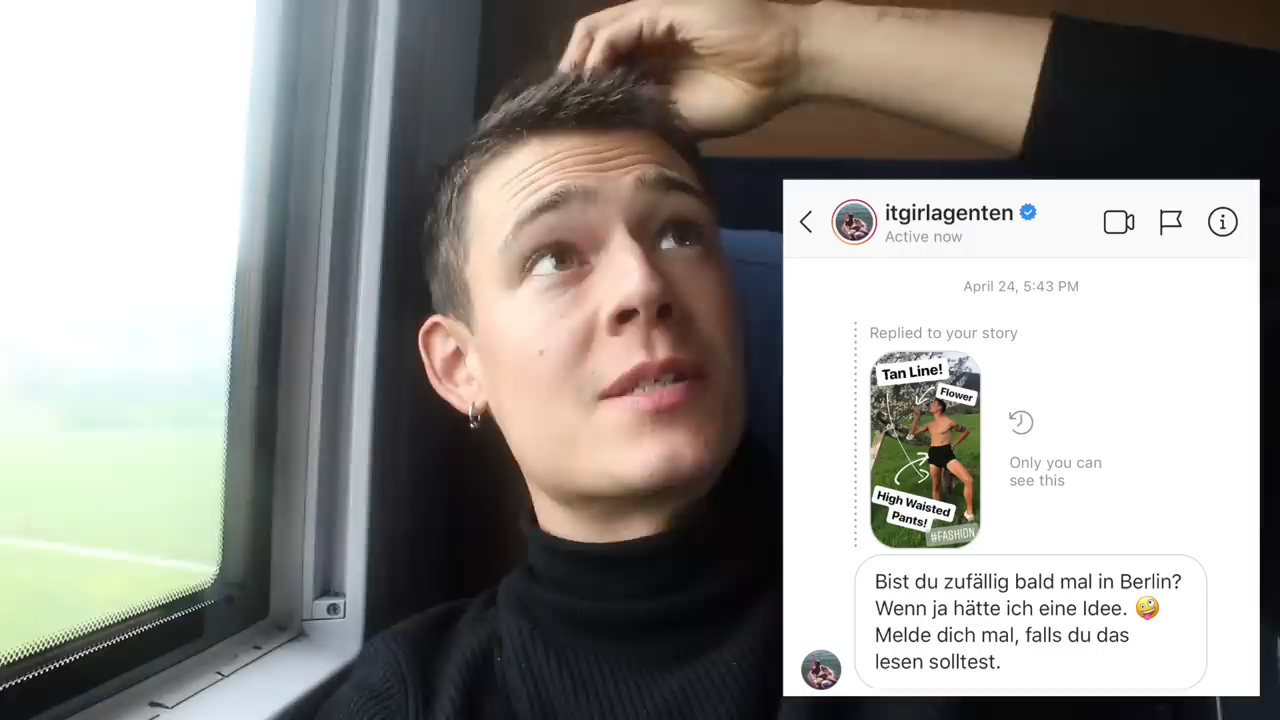 itgirlagenten
Active now
April 24, 5:43 PM
Replied to your story
Tan Line!
Flower
High Waisted
Pants!
#FASHION
Only you can
see this
Bist du zufällig bald mal in Berlin?
Wenn ja hätte ich eine Idee. 🤪
Melde dich mal, falls du das
lesen solltest.